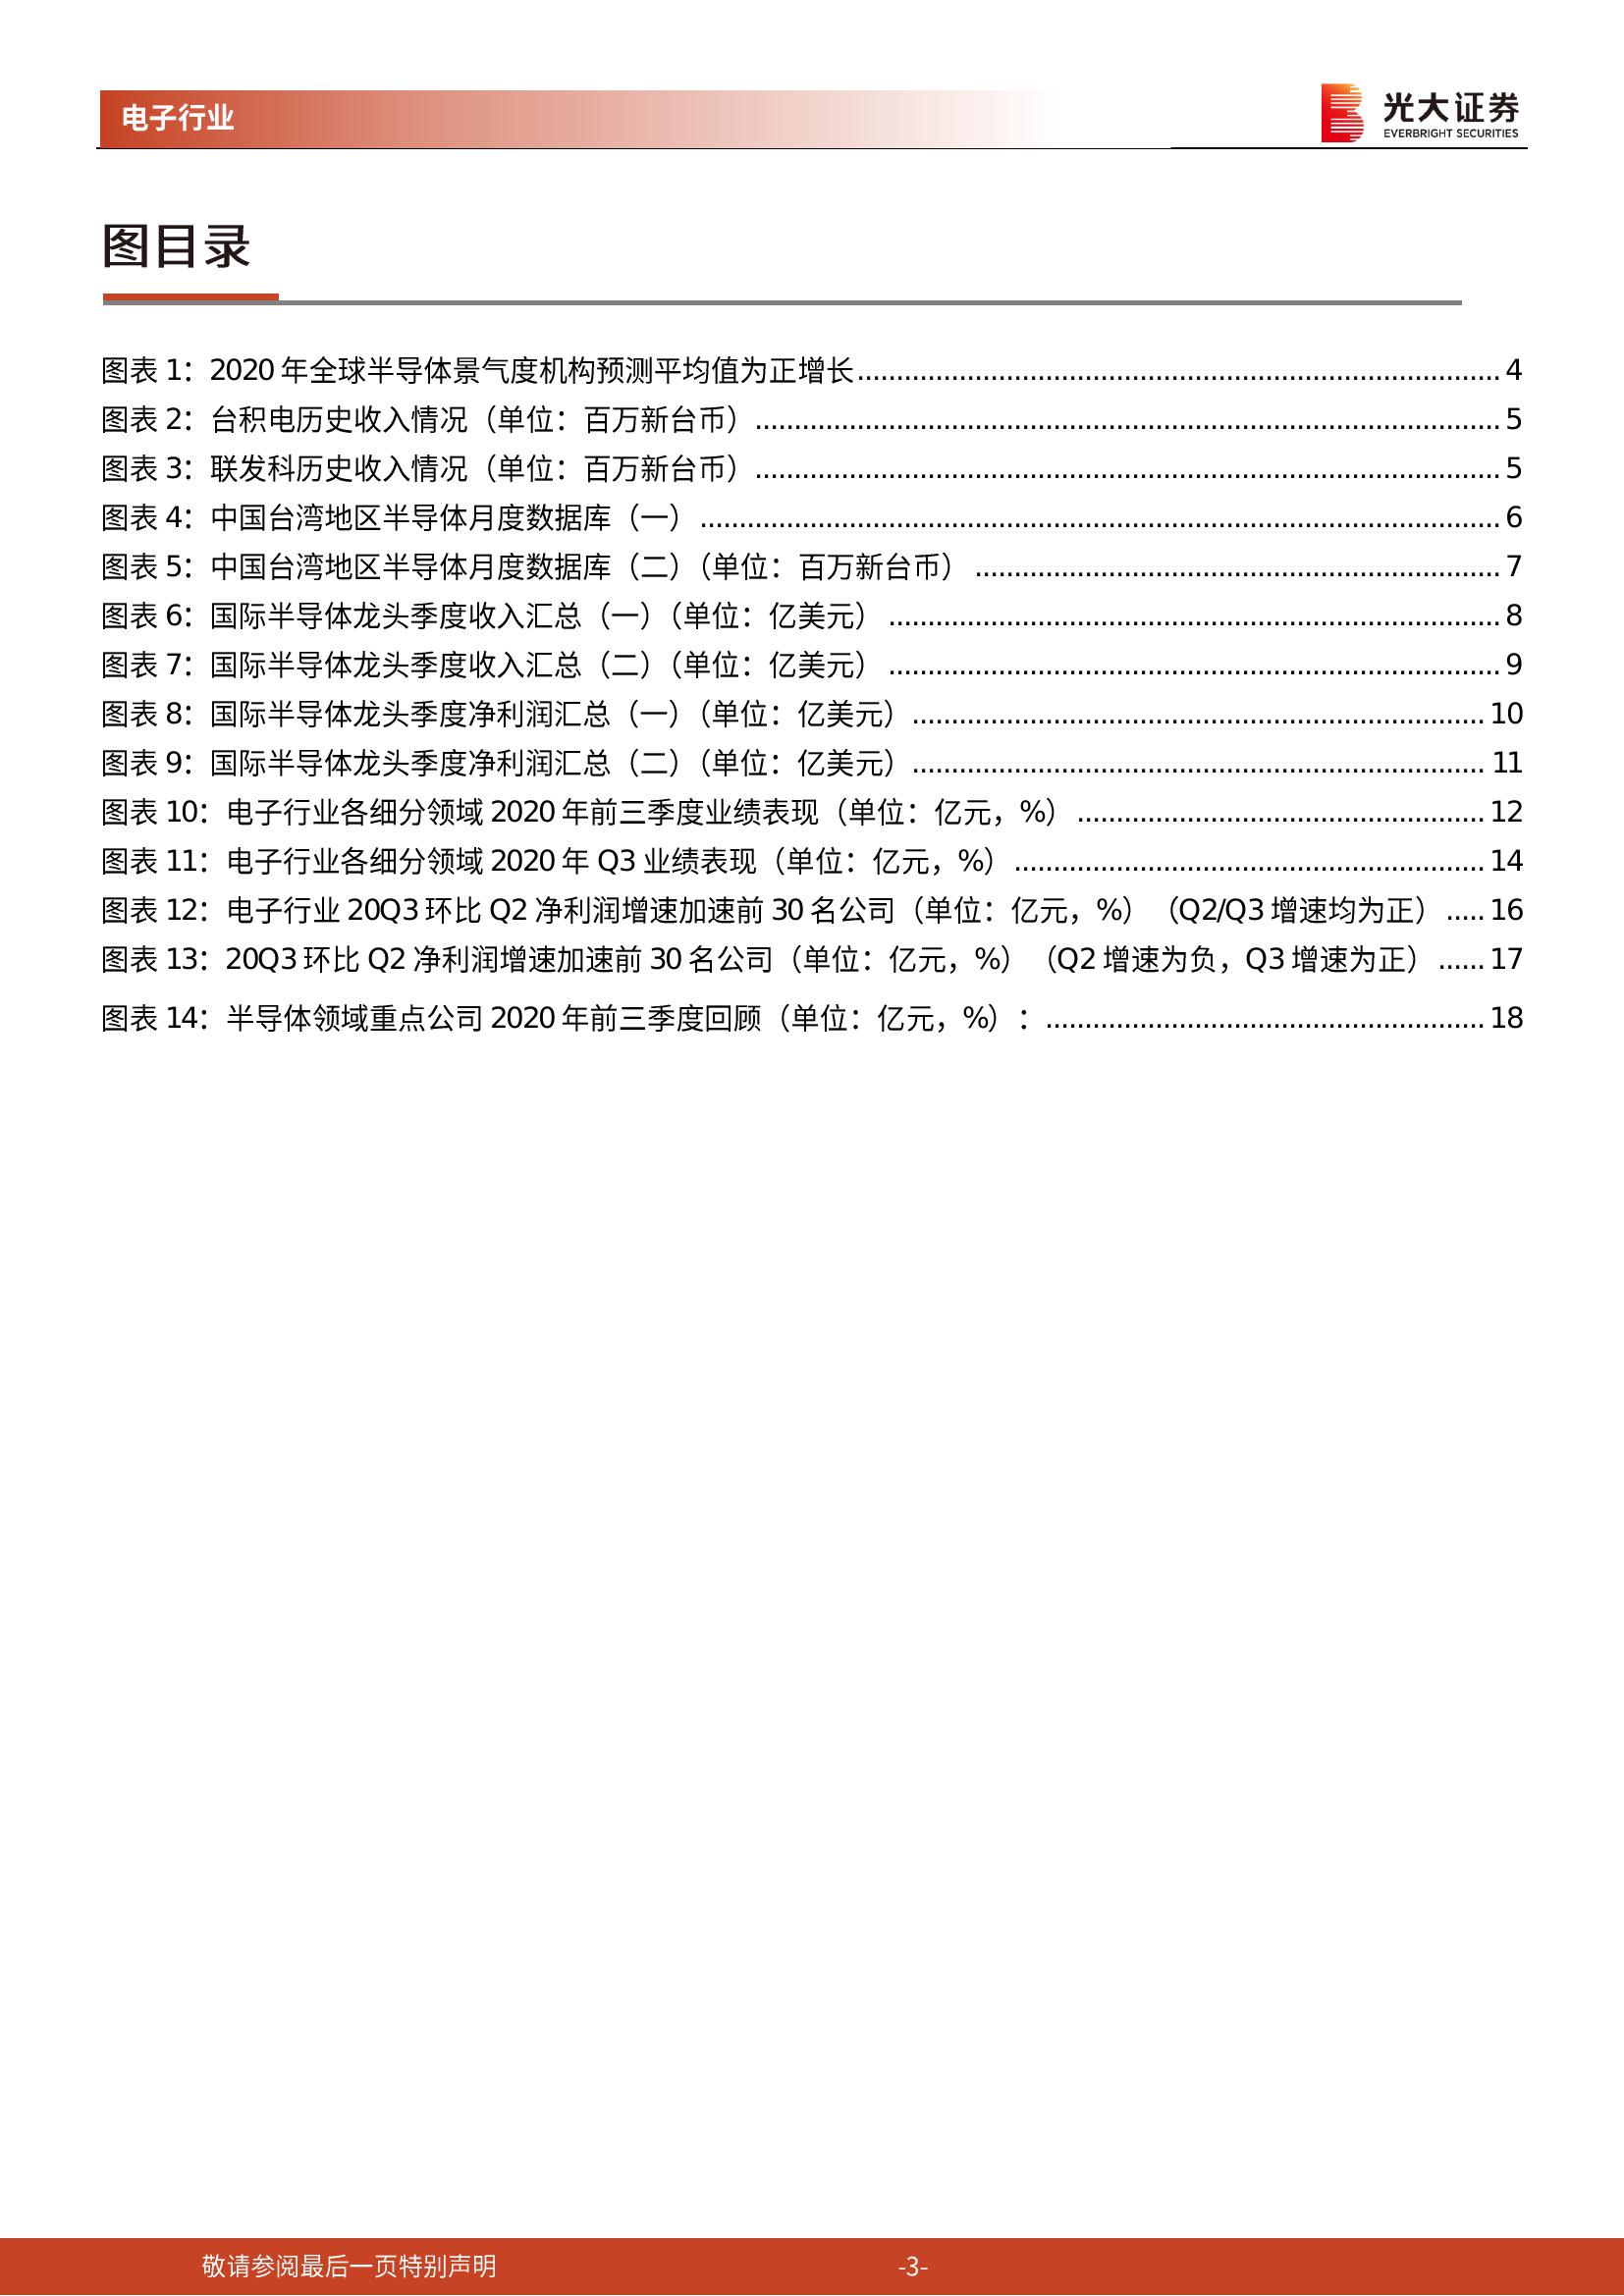 电子行业
光大证券
EVERBRIGHT SECURITIES
图目录
图表 1：2020 年全球半导体景气度机构预测平均值为正增长.................................................................................. 4
图表 2：台积电历史收入情况（单位：百万新台币）............................................................................................... 5
图表 3：联发科历史收入情况（单位：百万新台币）............................................................................................... 5
图表 4：中国台湾地区半导体月度数据库（一）...................................................................................................... 6
图表 5：中国台湾地区半导体月度数据库（二）（单位：百万新台币）................................................................... 7
图表 6：国际半导体龙头季度收入汇总（一）（单位：亿美元）.............................................................................. 8
图表 7：国际半导体龙头季度收入汇总（二）（单位：亿美元）.............................................................................. 9
图表 8：国际半导体龙头季度净利润汇总（一）（单位：亿美元）......................................................................... 10
图表 9：国际半导体龙头季度净利润汇总（二）（单位：亿美元）......................................................................... 11
图表 10：电子行业各细分领域 2020 年前三季度业绩表现（单位：亿元，%）.................................................... 12
图表 11：电子行业各细分领域 2020 年 Q3 业绩表现（单位：亿元，%）............................................................ 14
图表 12：电子行业 20Q3 环比 Q2 净利润增速加速前 30 名公司（单位：亿元，%）（Q2/Q3 增速均为正）..... 16
图表 13：20Q3 环比 Q2 净利润增速加速前 30 名公司（单位：亿元，%）（Q2 增速为负，Q3 增速为正）...... 17
图表 14：半导体领域重点公司 2020 年前三季度回顾（单位：亿元，%）：........................................................ 18
敬请参阅最后一页特别声明
-3-